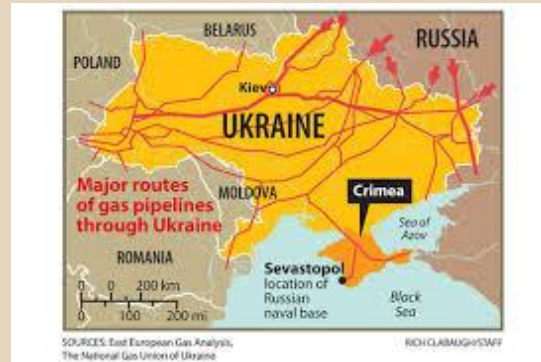 BELARUS
RUSSIA
POLAND
Kiev
UKRAINE
Major routes
of gas pipelines
through Ukraine
MOLDOVA
Crimea
Sea of
Azov
ROMANIA
0 200 km
0 100 200 mi
Sevastopol
location of
Russian
naval base
Black
Sea
SOURCES: East European Gas Analysis,
The National Gas Union of Ukraine
RICH CLABAUGH/STAFF